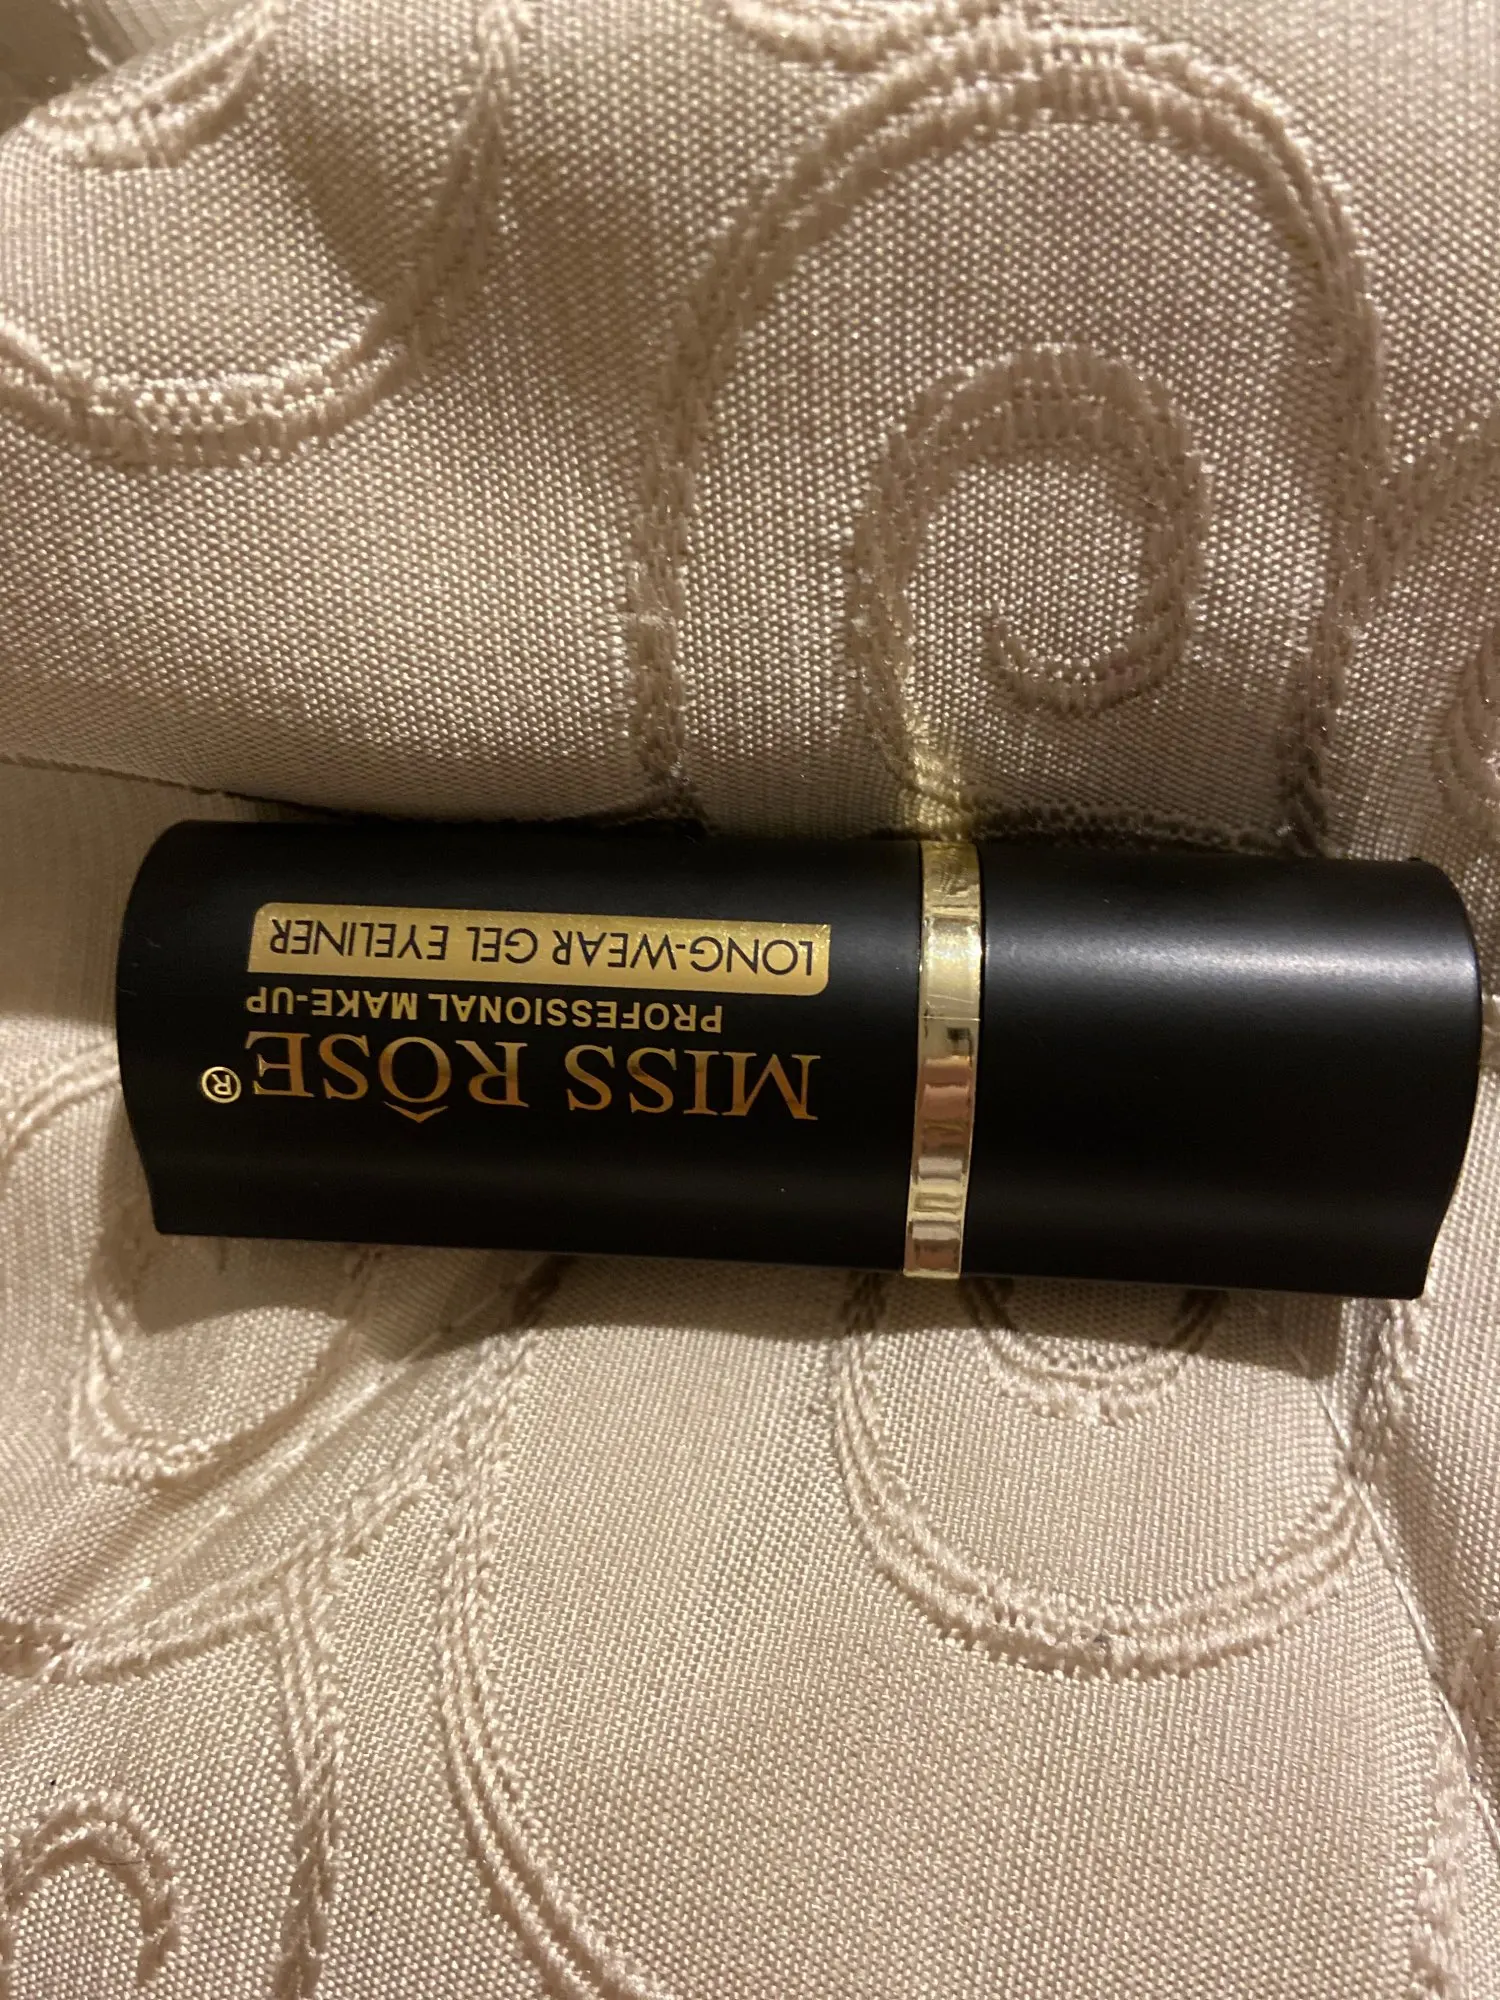 MISS RÔSE®
PROFESSIONAL MAKE-UP
LONG-WEAR GEL EYELINER